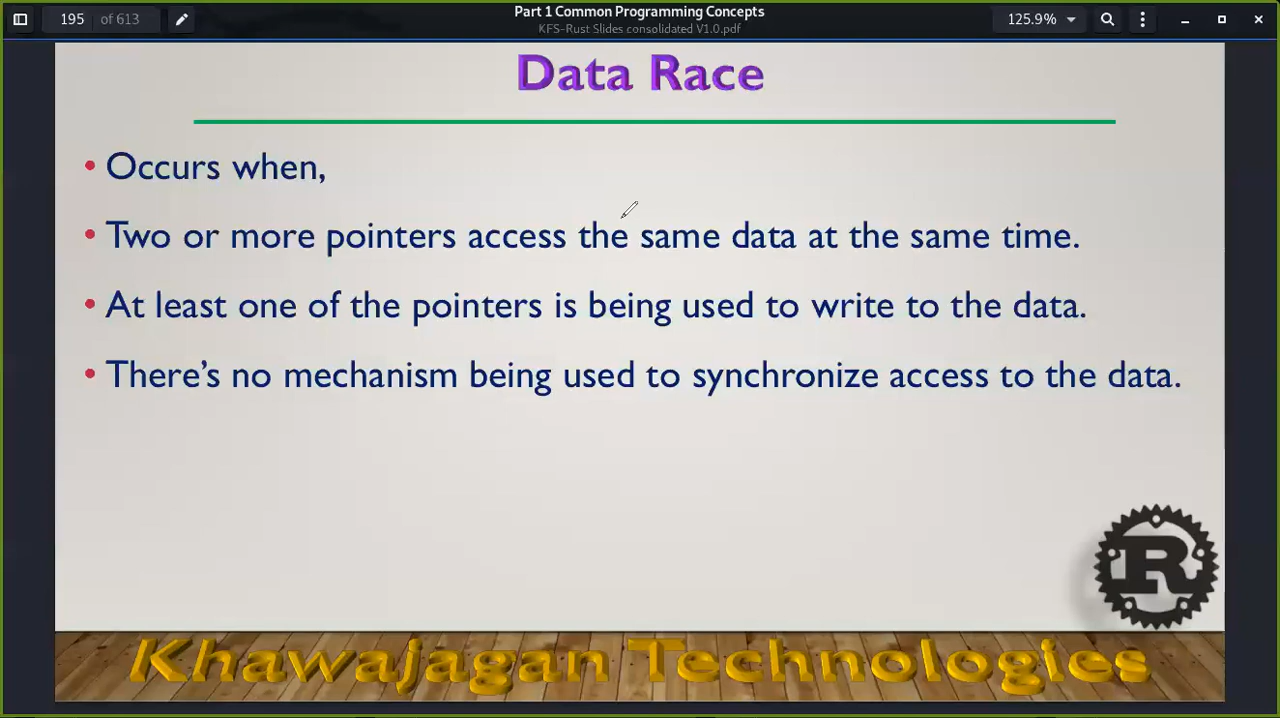 195 of 613
Part 1 Common Programming Concepts
KFS-Rust Slides consolidated V1.0.pdf
125.9%
Data Race
• Occurs when,
• Two or more pointers access the same data at the same time.
• At least one of the pointers is being used to write to the data.
• There's no mechanism being used to synchronize access to the data.
R
Khawajagan Technologies